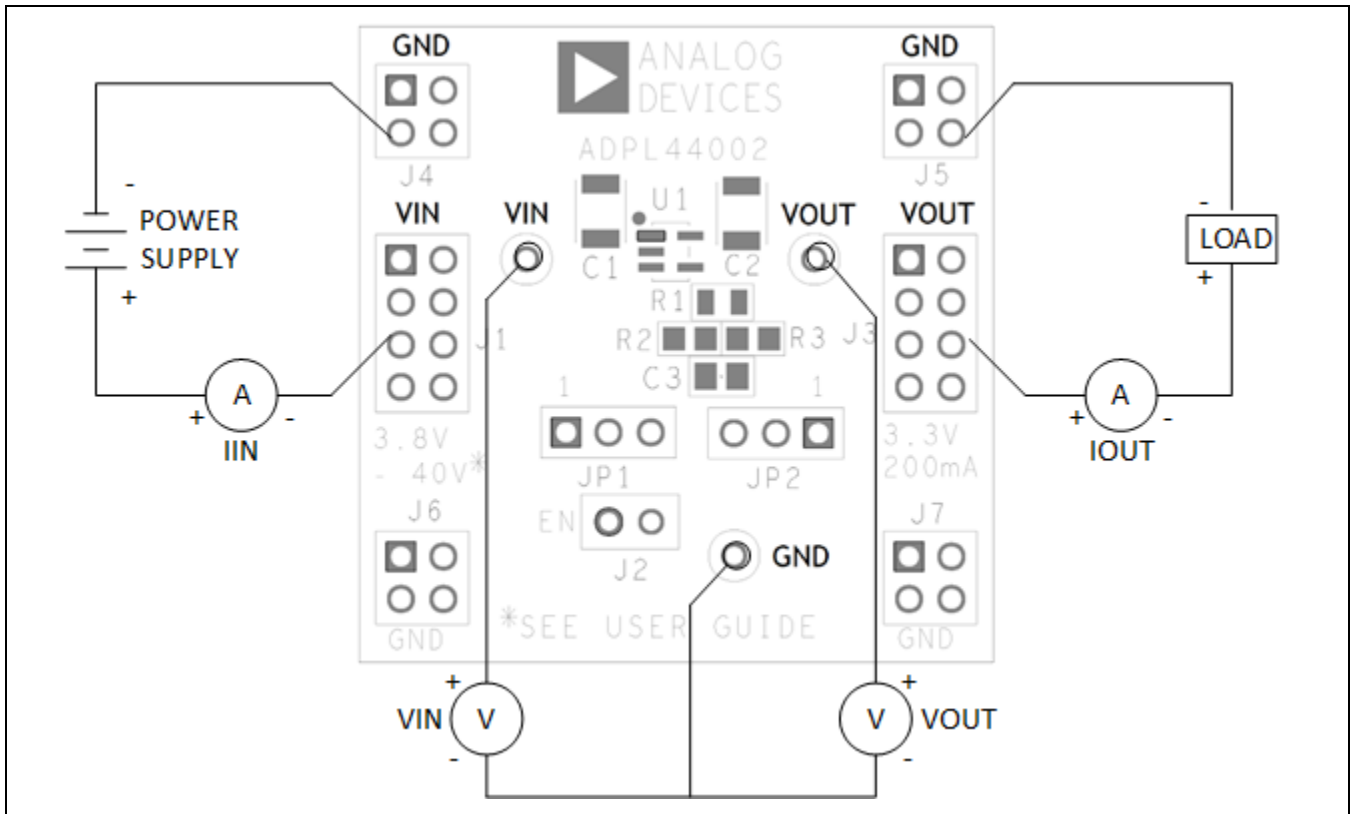 GND
ANALOG
DEVICES
GND
ADPL44002
J4
J5
-
POWER
SUPPLY
+
VIN
VIN
U1
VOUT
VOUT
-
LOAD
+
C1
C2
R1
J1
R2
R3
J3
C3
+
A
-
IIN
1
1
+
A
-
IOUT
3.8V
- 40V*
JP1
JP2
3.3V
200mA
J6
EN
J2
GND
J7
GND
*SEE USER GUIDE
GND
+
VIN
V
-
+
V
VOUT
-